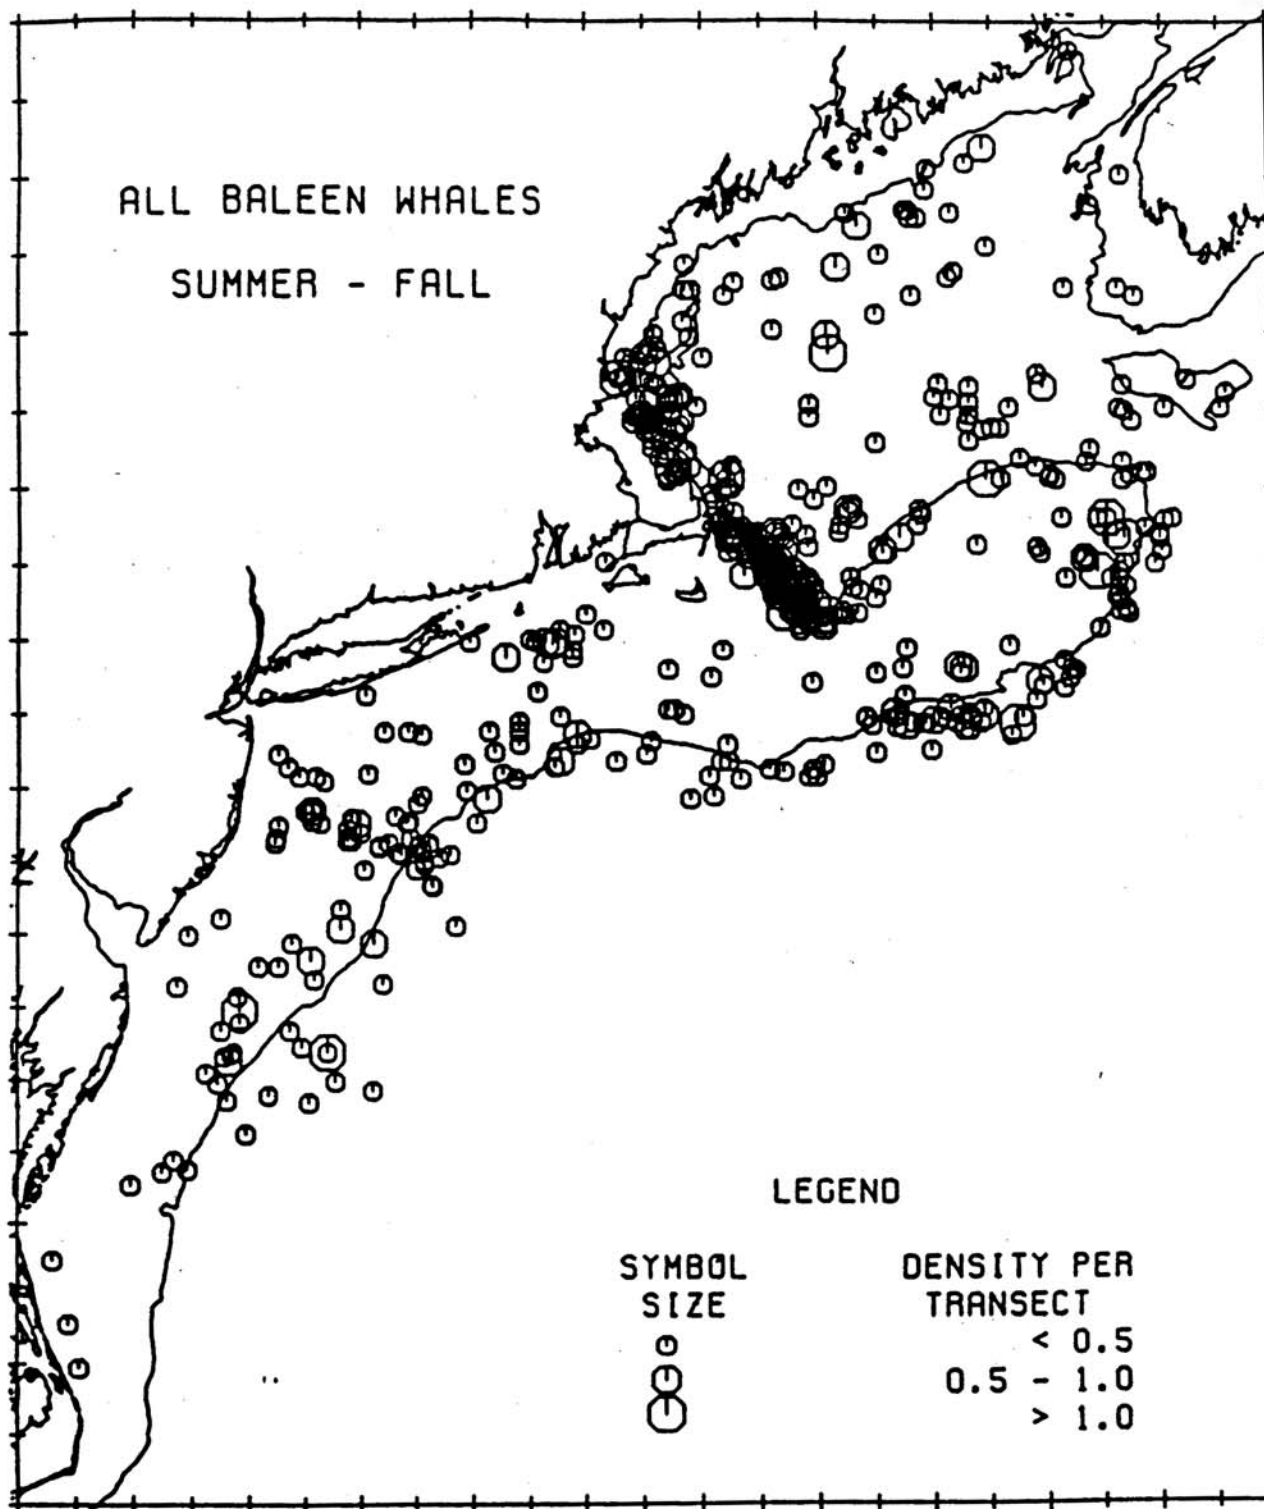 ALL BALEEN WHALES
SUMMER - FALL
LEGEND
SYMBOL SIZE
DENSITY PER TRANSECT
< 0.5
0.5 - 1.0
> 1.0